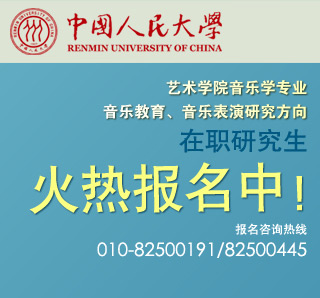 中国人民大學
RENMIN UNIVERSITY OF CHINA
艺术学院音乐学专业
音乐教育、音乐表演研究方向
在职研究生
火热报名中!
报名咨询热线
010-82500191/82500445